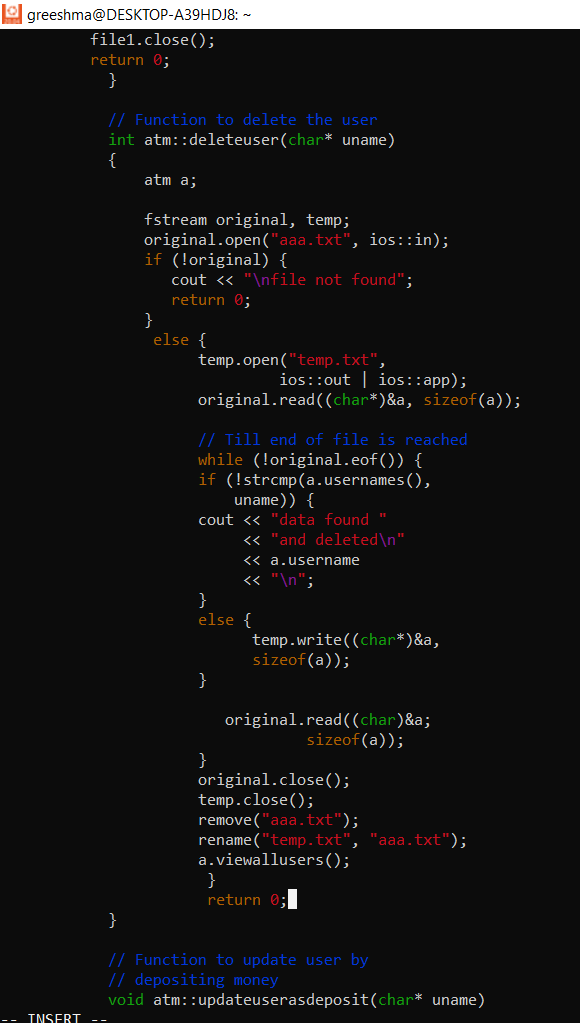 greeshma@DESKTOP-A39HDJ8: ~
file1.close();
return 0;
}
// Function to delete the user
int atm::deleteuser(char* uname)
{
atm a;
fstream original, temp;
original.open("aaa.txt", ios::in);
if (!original) {
cout << "\nfile not found";
return 0;
}
else {
temp.open("temp.txt",
ios::out | ios::app);
original.read((char*)&a, sizeof(a));
// Till end of file is reached
while (!original.eof()) {
if (!strcmp(a.usernames(),
uname)) {
cout << "data found "
<< "and deleted\n"
<< a.username
<< "\n";
}
else {
temp.write((char*)&a,
sizeof(a));
}
original.read((char)&a;
sizeof(a));
}
original.close();
temp.close();
remove("aaa.txt");
rename("temp.txt", "aaa.txt");
a.viewallusers();
}
return 0;
}
// Function to update user by
// depositing money
void atm::updateuserasdeposit(char* uname)
-- INSERT --